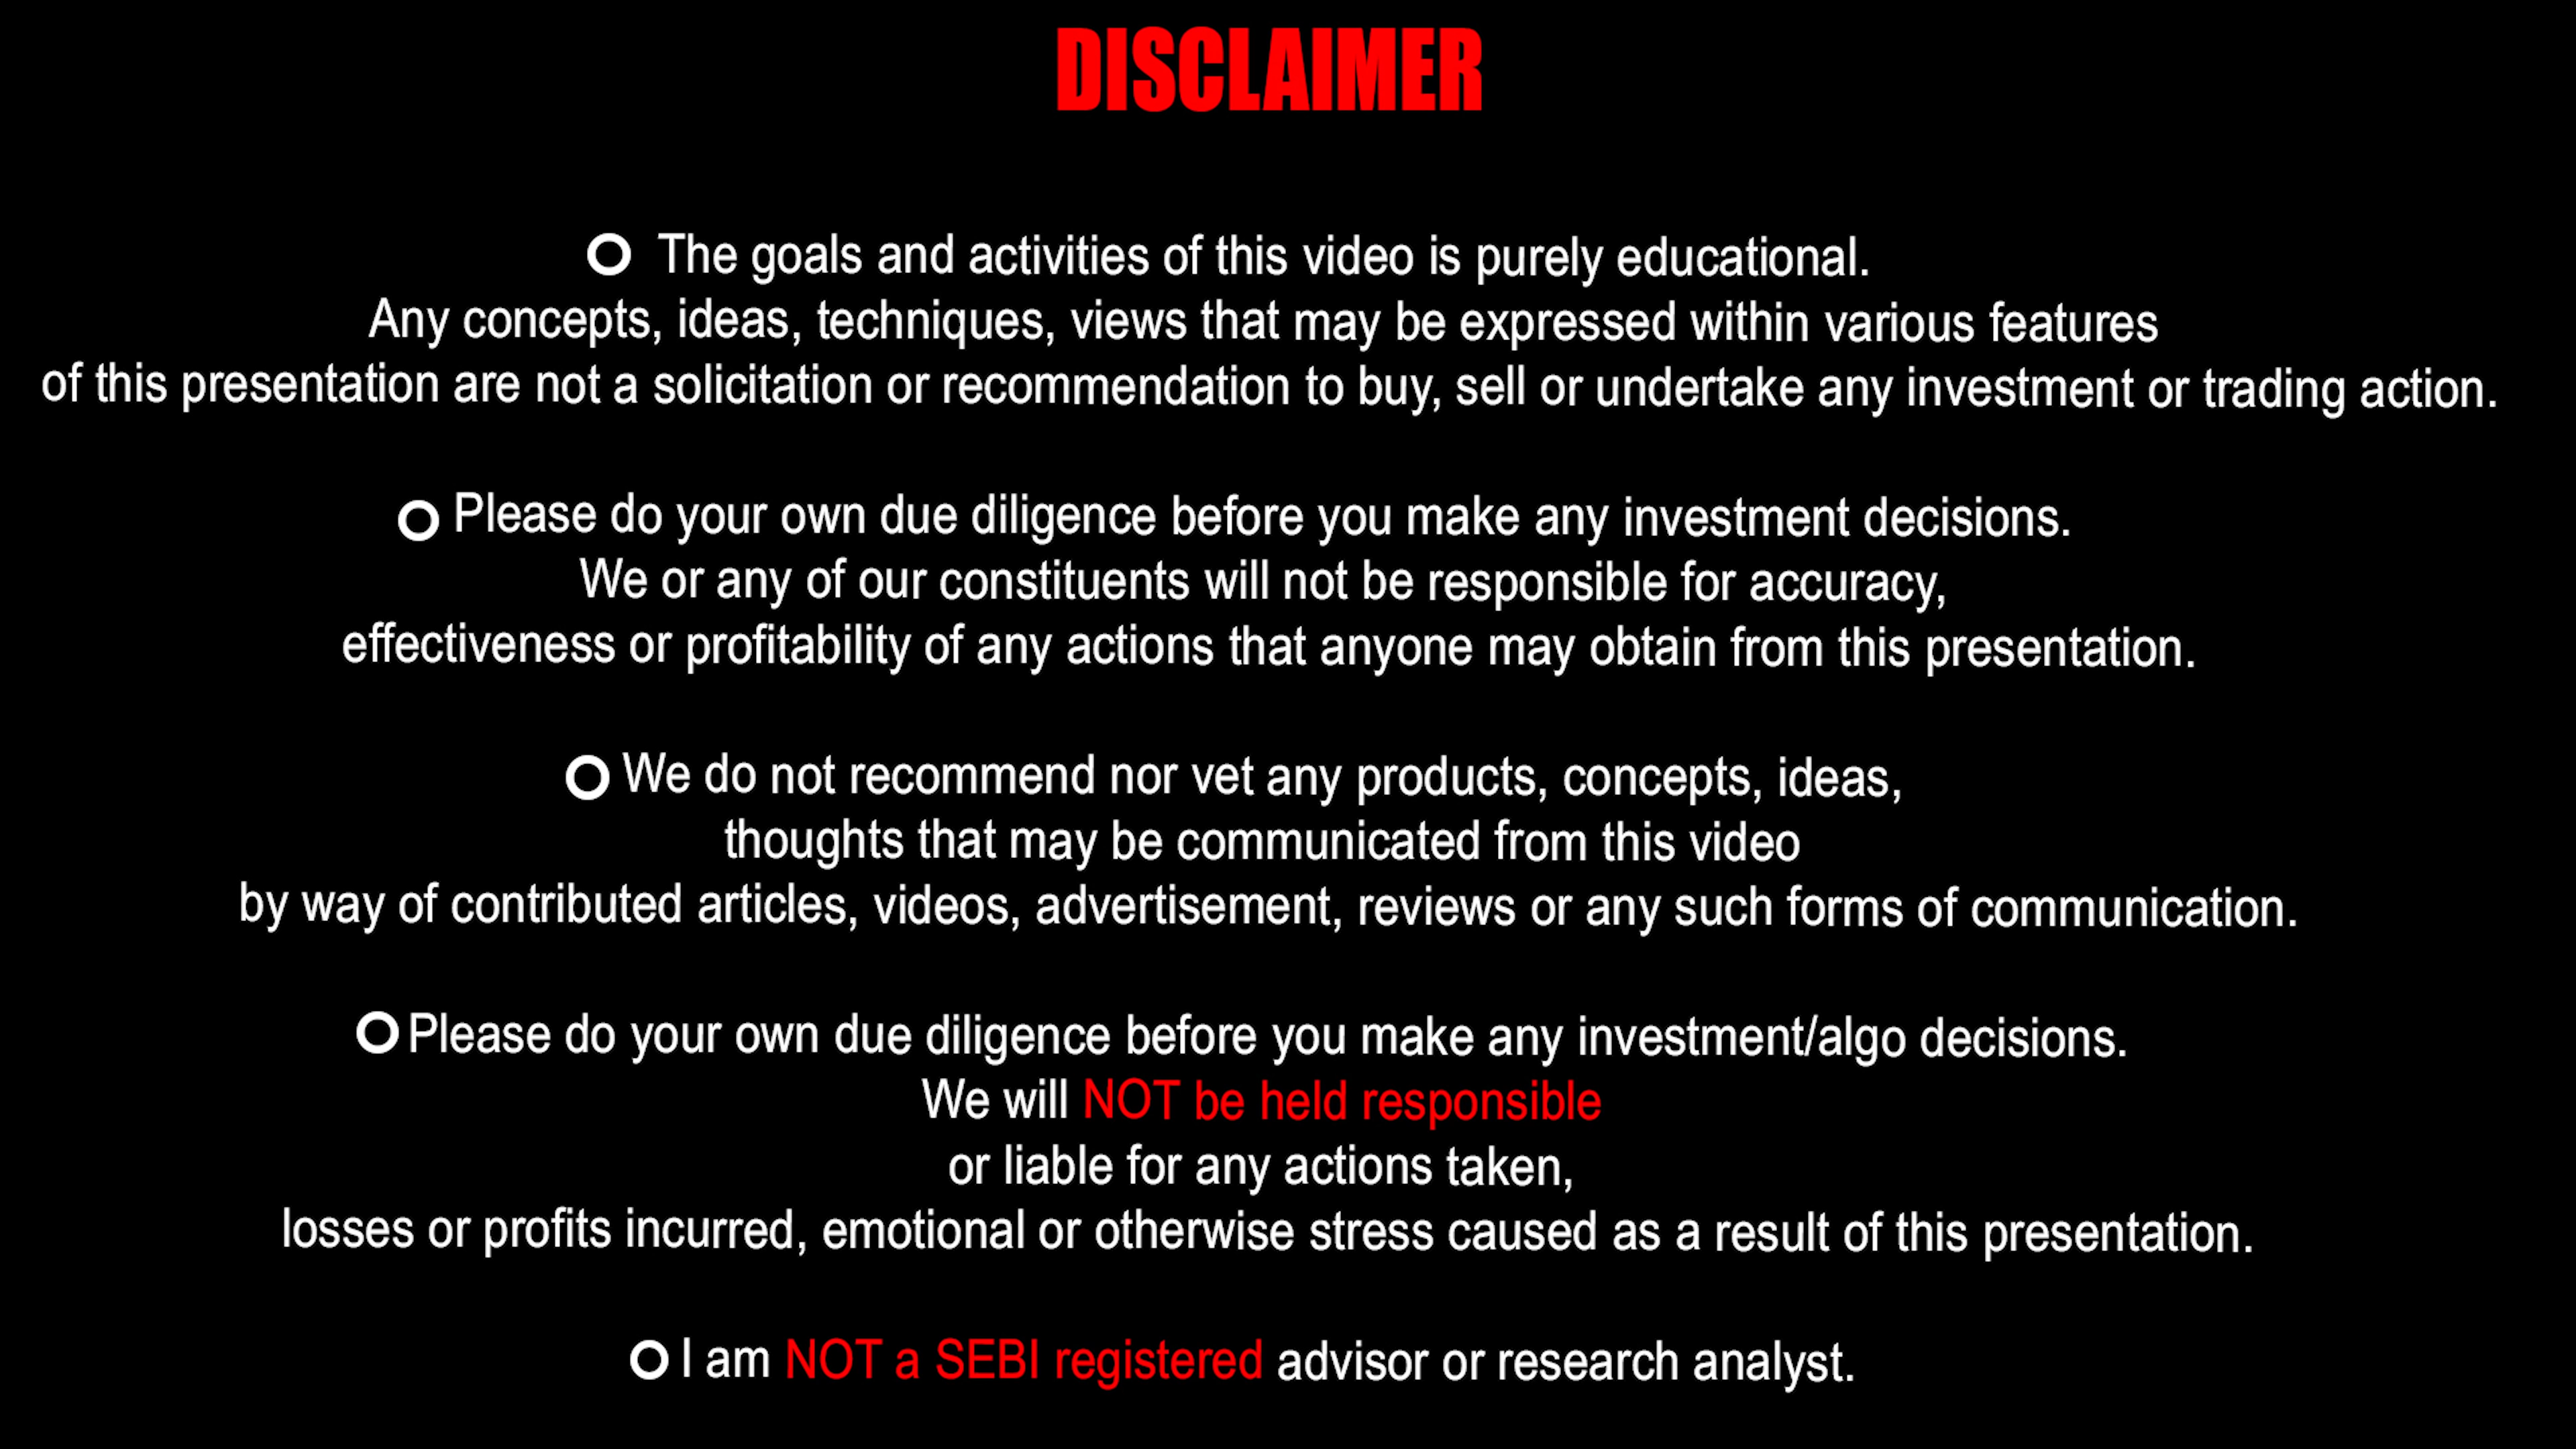 DISCLAIMER
The goals and activities of this video is purely educational.
Any concepts, ideas, techniques, views that may be expressed within various features
of this presentation are not a solicitation or recommendation to buy, sell or undertake any investment or trading action.
Please do your own due diligence before you make any investment decisions.
We or any of our constituents will not be responsible for accuracy,
effectiveness or profitability of any actions that anyone may obtain from this presentation.
We do not recommend nor vet any products, concepts, ideas,
thoughts that may be communicated from this video
by way of contributed articles, videos, advertisement, reviews or any such forms of communication.
Please do your own due diligence before you make any investment/algo decisions.
We will NOT be held responsible
or liable for any actions taken,
losses or profits incurred, emotional or otherwise stress caused as a result of this presentation.
I am NOT a SEBI registered advisor or research analyst.